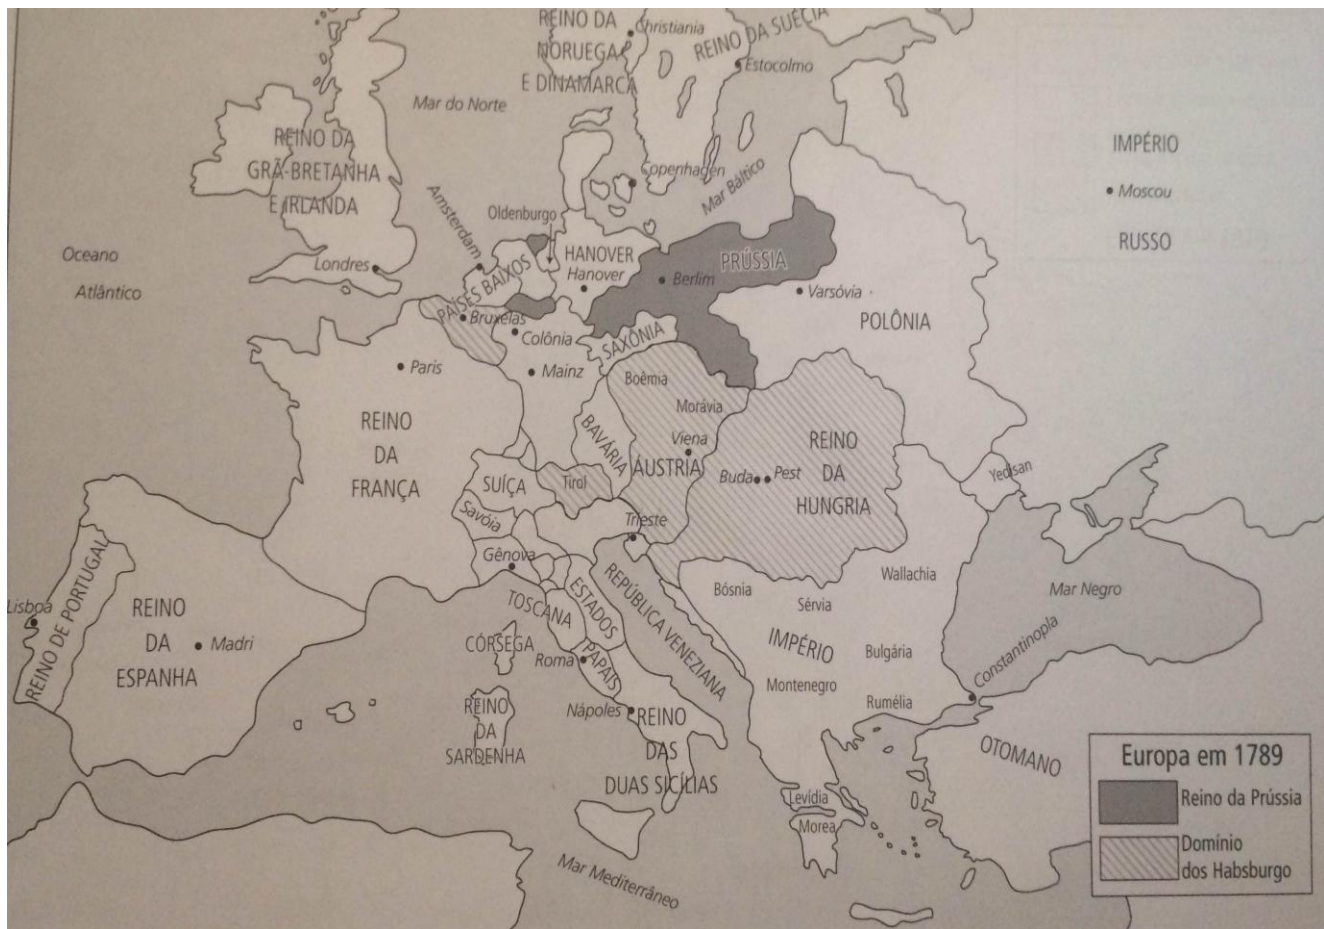 REINO DA
NORUEGA
E DINAMARCA
Christiania
REINO DA SUÉCIA
Estocolmo
Mar do Norte
REINO DA
GRÃ-BRETANHA
E IRLANDA
Londres
Copenhagen
Mar Báltico
IMPÉRIO
Moscou
RUSSO
Oceano
Atlântico
Amsterdam
Oldenburgo
HANOVER
Hanover
PRÚSSIA
Berlim
PAÍSES BAIXOS
Bruxelas
Varsóvia
POLÔNIA
Colônia
SAXÔNIA
Paris
Mainz
Boêmia
Morávia
REINO
DA
FRANÇA
BAVÁRIA
Viena
ÁUSTRIA
REINO
DA
HUNGRIA
Buda
Pest
Yedisan
SUÍÇA
Tirol
Savóia
Trieste
Gênova
REINO DE PORTUGAL
Lisboa
REINO
DA
ESPANHA
Madri
TOSCANA
ESTADOS
PAPAIS
REPÚBLICA VENEZIANA
CÓRSEGA
Roma
Bósnia
Sérvia
Wallachia
Mar Negro
IMPÉRIO
Bulgária
Constantinopla
Montenegro
Rumélia
REINO
DA
SARDENHA
Nápoles
REINO
DAS
DUAS SICÍLIAS
OTOMANO
Levídia
Morea
Mar Mediterrâneo
Europa em 1789
Reino da Prússia
Domínio
dos Habsburgo